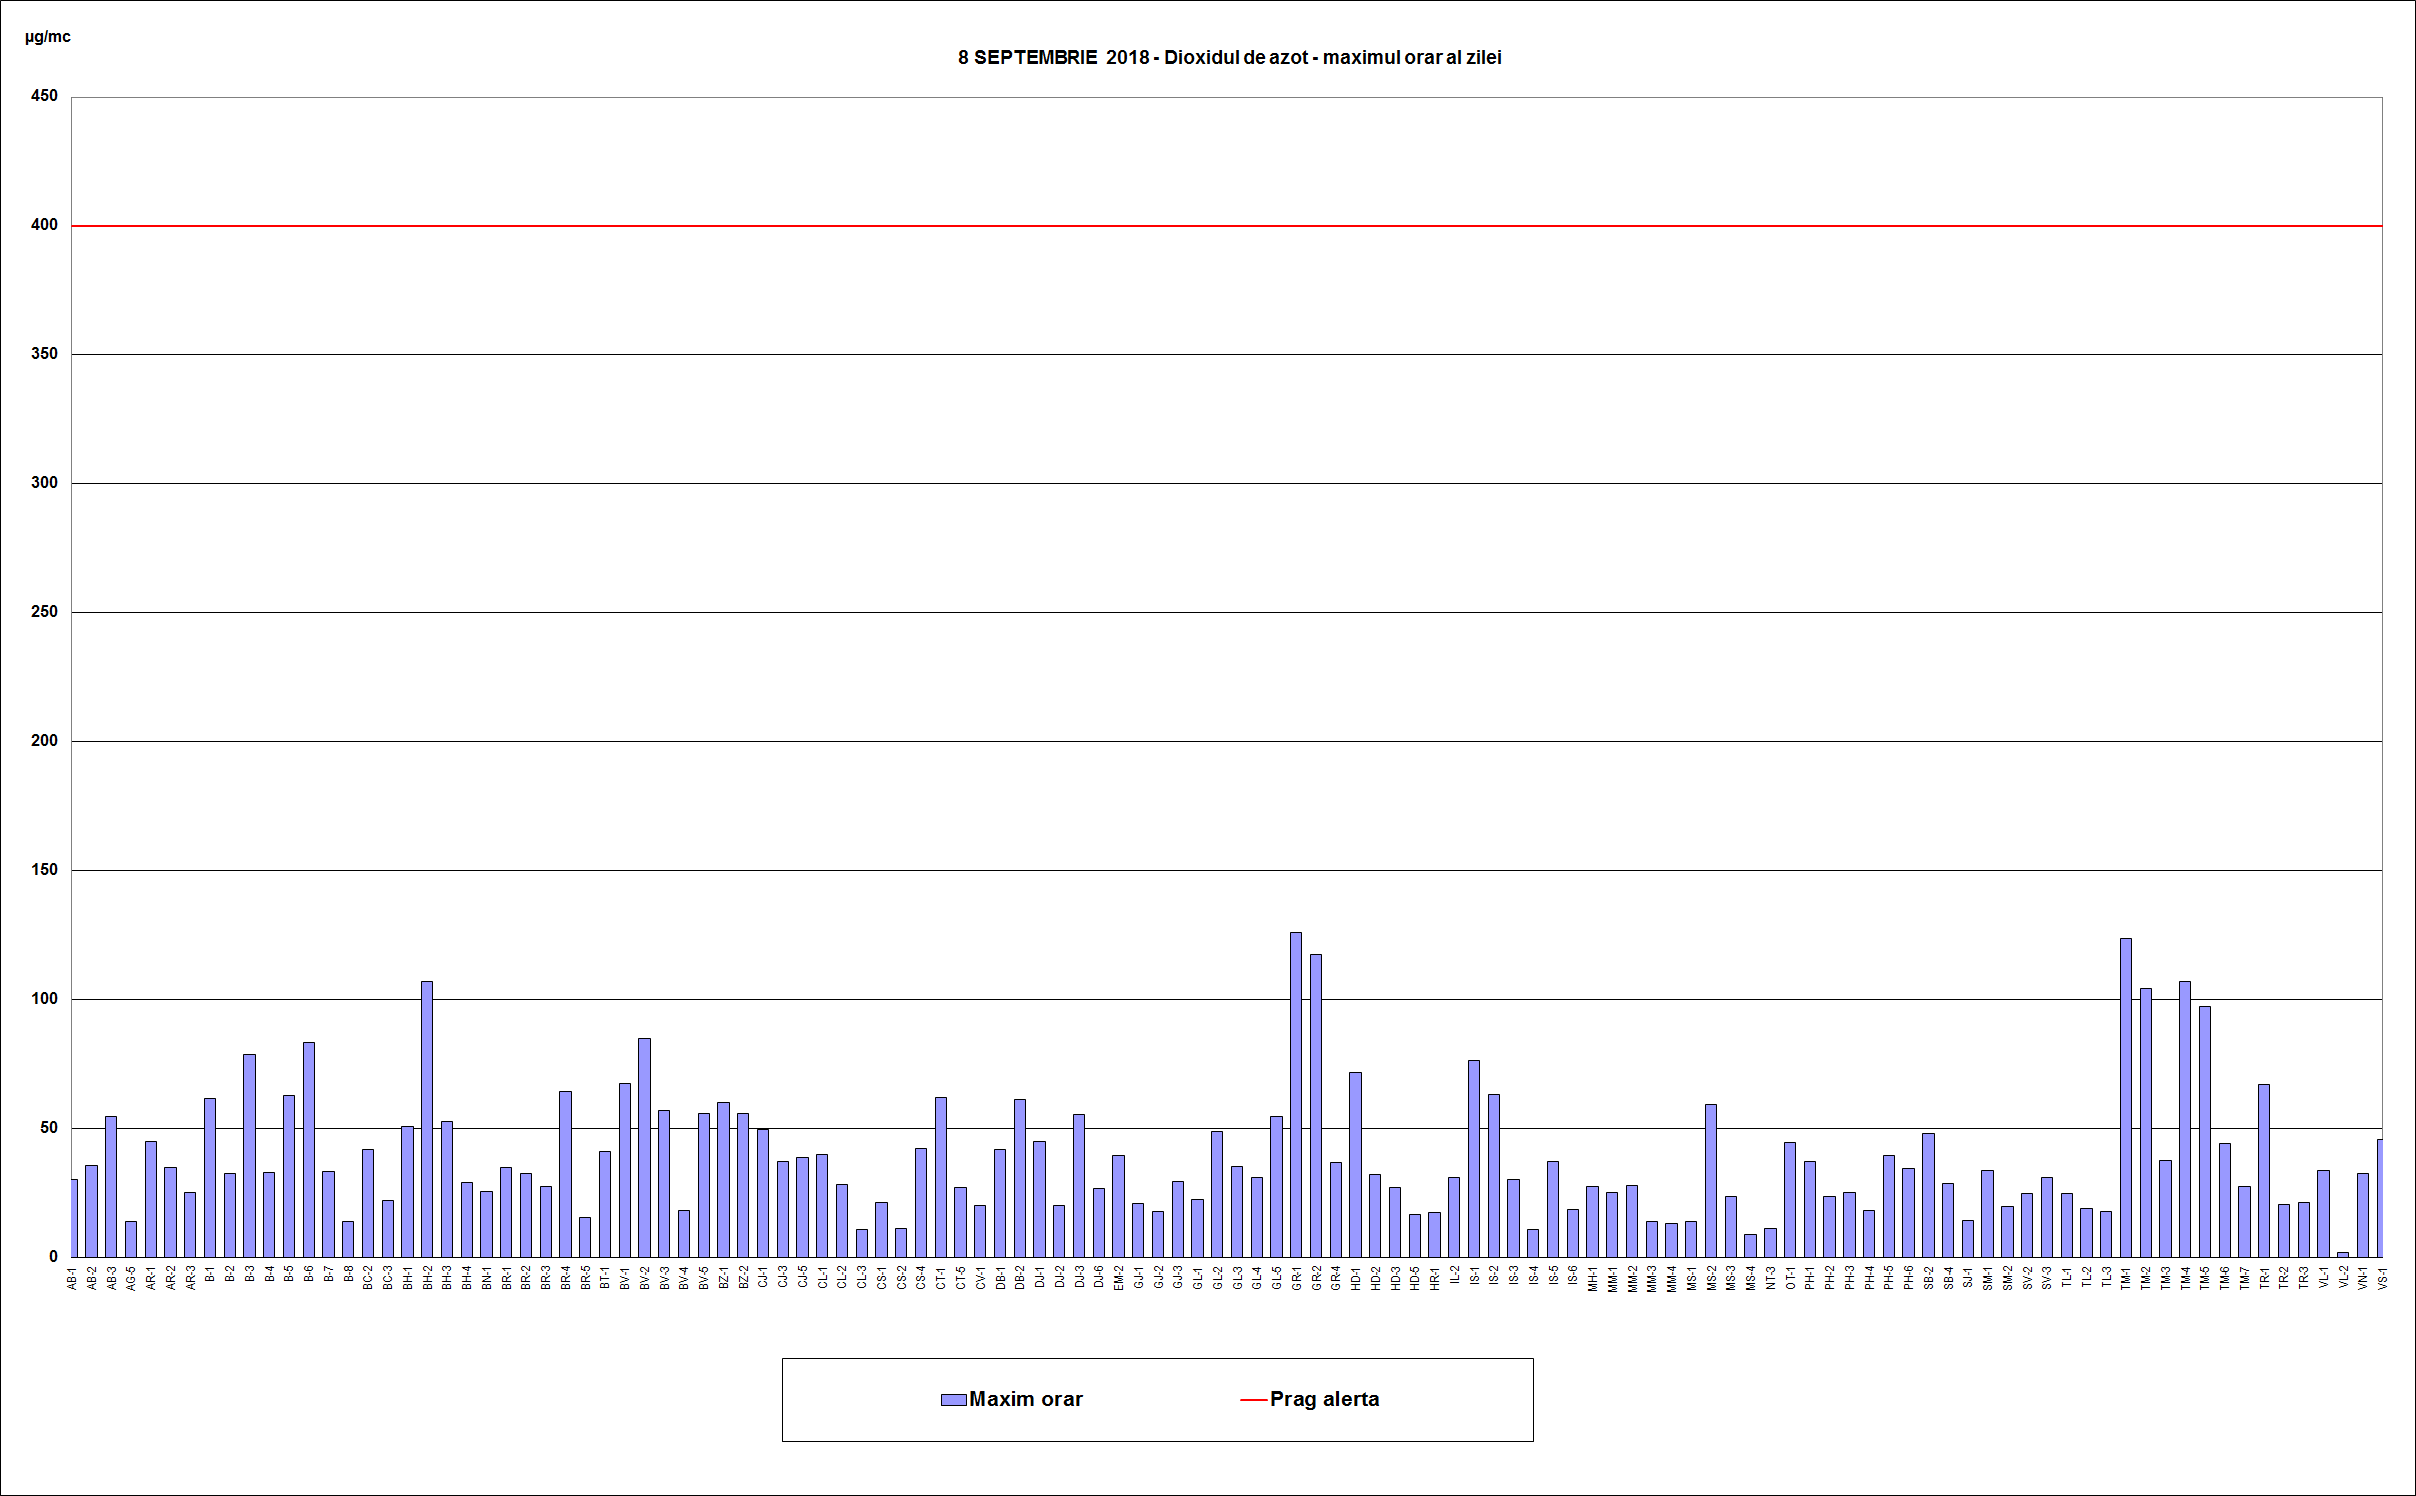 µg/mc
8 SEPTEMBRIE 2018 - Dioxidul de azot - maximul orar al zilei
450
400
350
300
250
200
150
100
50
0
AB-1 AB-2 AB-3 AG-5 AR-1 AR-2 AR-3 B-1 B-2 B-3 B-4 B-5 B-6 B-7 B-8 BC-2 BC-3 BH-1 BH-2 BH-3 BH-4 BN-1 BR-1 BR-2 BR-3 BR-4 BR-5 BT-1 BV-1 BV-2 BV-3 BV-4 BV-5 BZ-1 BZ-2 CJ-1 CJ-3 CJ-5 CL-1 CL-2 CL-3 CS-1 CS-2 CS-4 CT-1 CT-5 CV-1 DB-1 DB-2 DJ-1 DJ-2 DJ-3 DJ-6 EM-2 GJ-1 GJ-2 GJ-3 GL-1 GL-2 GL-3 GL-4 GL-5 GR-1 GR-2 GR-4 HD-1 HD-2 HD-3 HD-5 HR-1 IL-2 IS-1 IS-2 IS-3 IS-4 IS-5 IS-6 MH-1 MM-1 MM-2 MM-3 MM-4 MS-1 MS-2 MS-3 MS-4 NT-3 OT-1 PH-1 PH-2 PH-3 PH-4 PH-5 PH-6 SB-2 SB-4 SJ-1 SM-1 SM-2 SV-2 SV-3 TL-1 TL-2 TL-3 TM-1 TM-2 TM-3 TM-4 TM-5 TM-6 TM-7 TR-1 TR-2 TR-3 VL-1 VL-2 VN-1 VS-1
Maxim orar Prag alerta